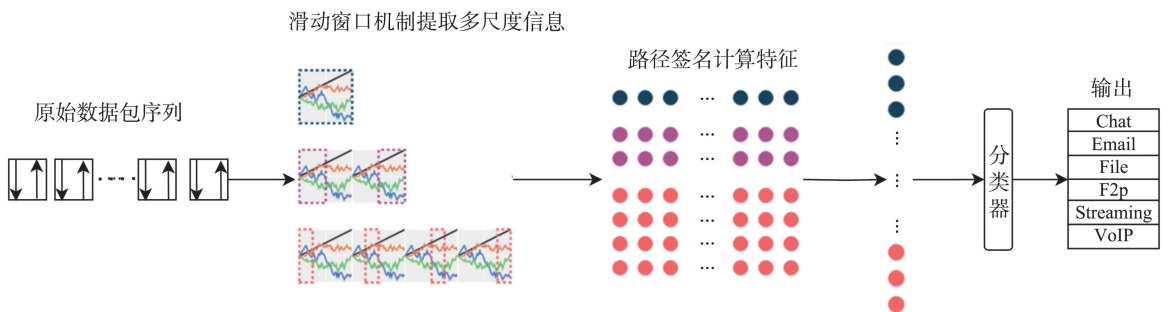 滑动窗口机制提取多尺度信息
路径签名计算特征
原始数据包序列
输出
Chat
Email
File
F2p
Streaming
VoIP
分类器